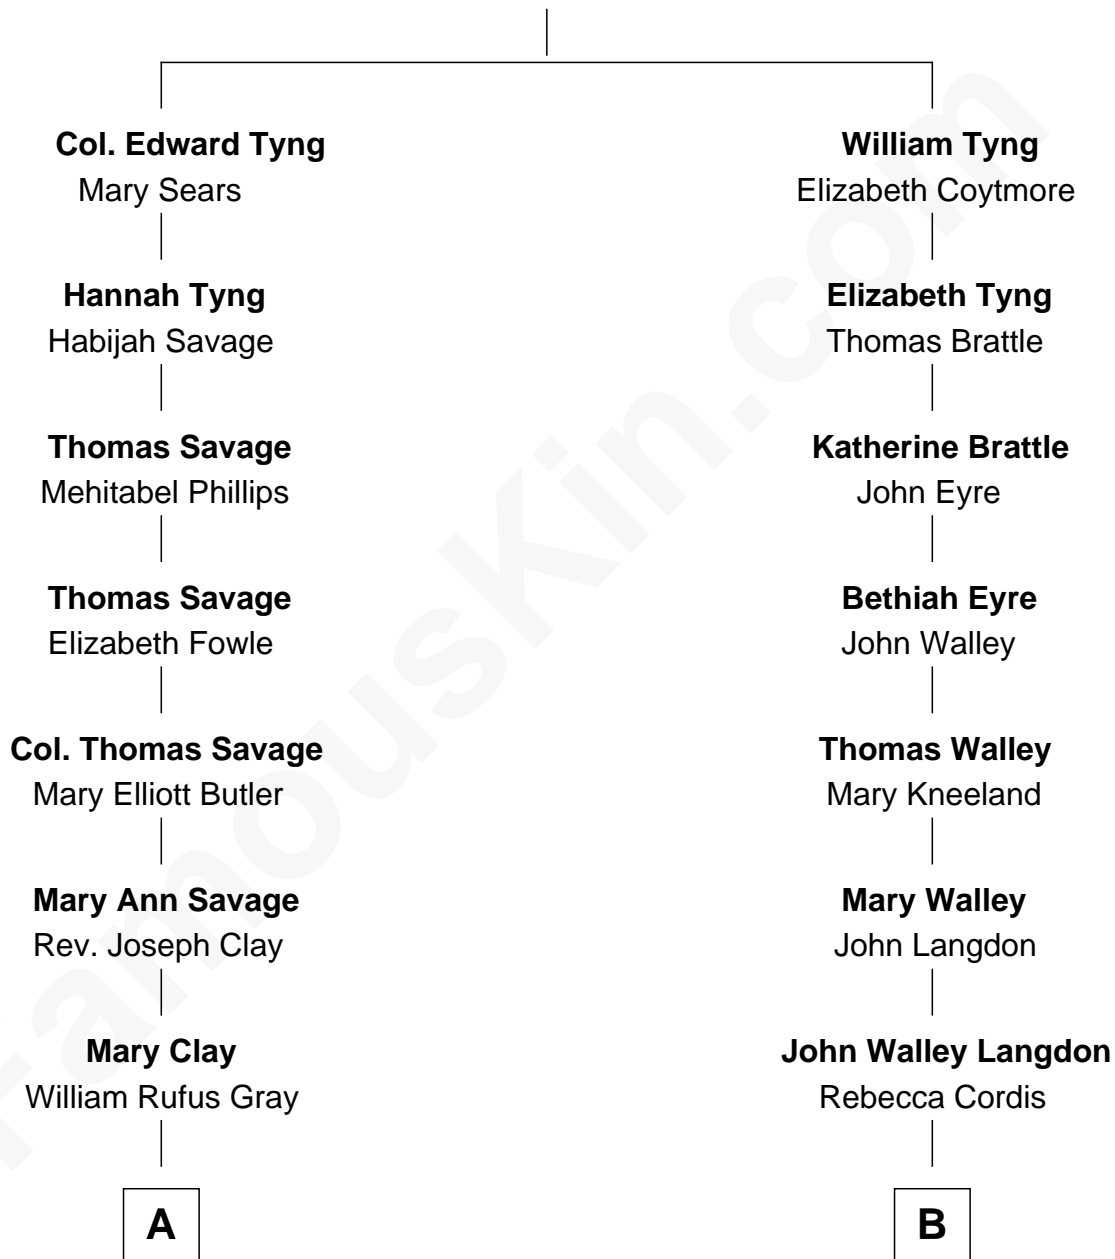 Col. Edward Tyng
Mary Sears
Hannah Tyng
Habijah Savage
Thomas Savage
Mehitabel Phillips
Thomas Savage
Elizabeth Fowle
Col. Thomas Savage
Mary Elliott Butler
Mary Ann Savage
Rev. Joseph Clay
Mary Clay
William Rufus Gray
A
William Tyng
Elizabeth Coytmore
Elizabeth Tyng
Thomas Brattle
Katherine Brattle
John Eyre
Bethiah Eyre
John Walley
Thomas Walley
Mary Kneeland
Mary Walley
John Langdon
John Walley Langdon
Rebecca Cordis
B
FamousKin.com